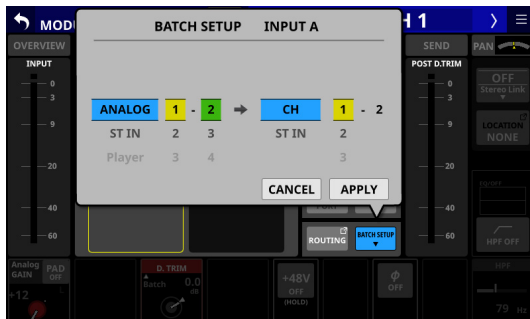 MOD
BATCH SETUP INPUT A
H 1
OVERVIEW
SEND
PAN
INPUT
POST D.TRIM
0
3
9
20
40
60
0
3
9
20
40
60
OFF
Stereo Link
LOCATION
NONE
ANALOG 1 - 2 → CH 1 - 2
ST IN 2 3 ST IN 2
Player 3 4 3
CANCEL APPLY
ROUTING
BATCH SETUP
HPF OFF
Analog
GAIN
PAD
OFF
+12
D. TRIM
Batch 0.0
dB
+48V
OFF
(HOLD)
φ
OFF
HPF
79 Hz